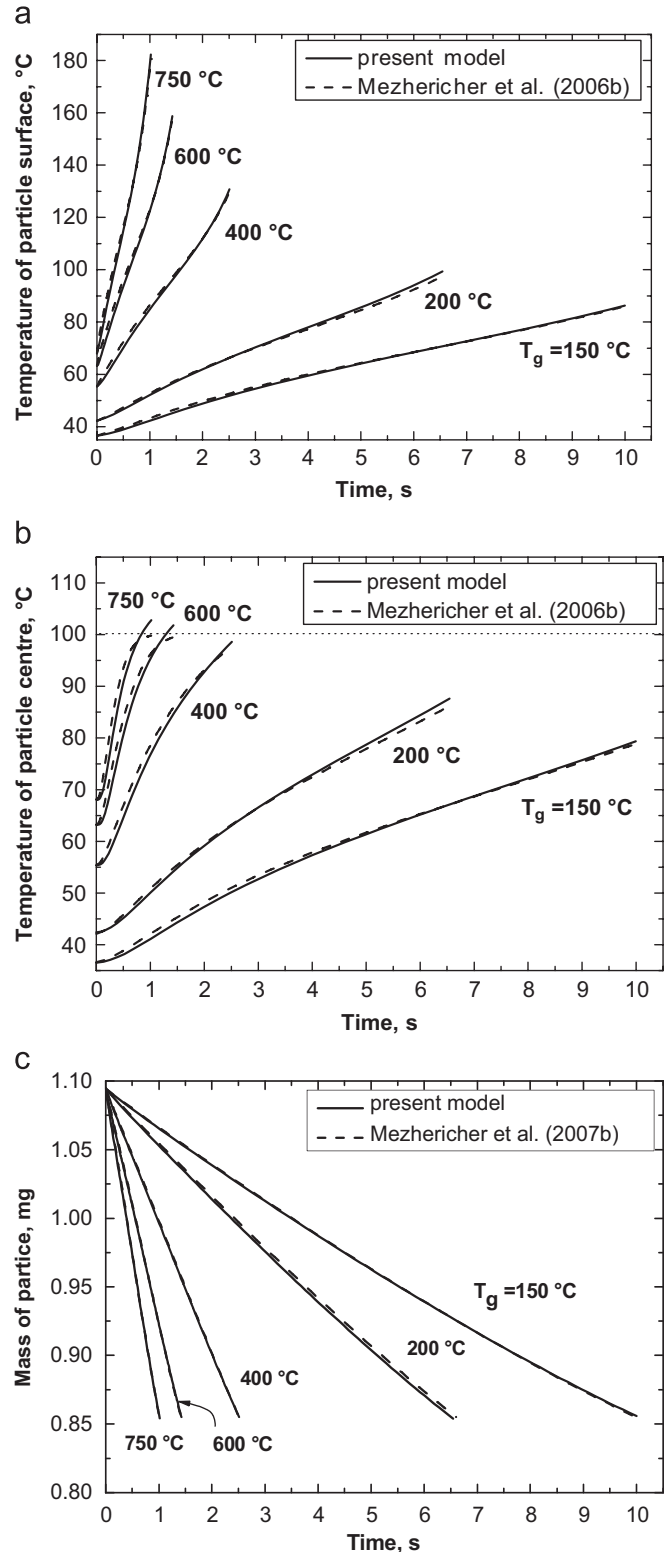 a
present model
Mezhericher et al. (2006b)
180
160
140
120
100
80
60
40
Temperature of particle surface, °C
750 °C
600 °C
400 °C
200 °C
Tg =150 °C
0 1 2 3 4 5 6 7 8 9 10
Time, s
b
present model
Mezhericher et al. (2006b)
110
100
90
80
70
60
50
40
Temperature of particle centre, °C
750 °C
600 °C
400 °C
200 °C
Tg =150 °C
0 1 2 3 4 5 6 7 8 9 10
Time, s
c
present model
Mezhericher et al. (2007b)
1.10
1.05
1.00
0.95
0.90
0.85
0.80
Mass of partice, mg
Tg =150 °C
200 °C
400 °C
750 °C
600 °C
0 1 2 3 4 5 6 7 8 9 10
Time, s